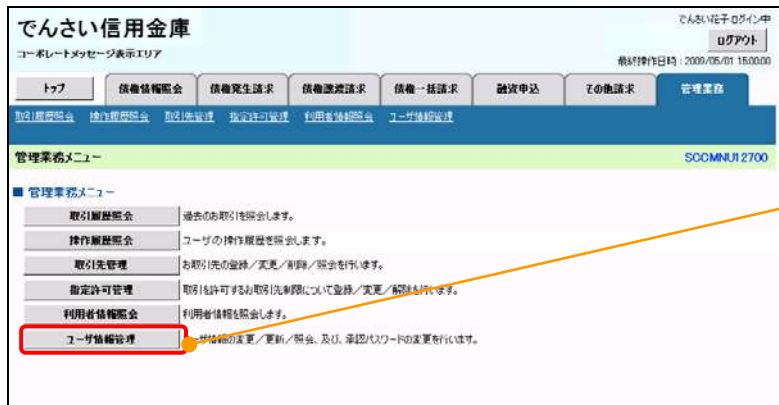 でんさい信用金庫
コーポレートメッセージ表示エリア
でんさい花子ログイン中
ログアウト
最終操作日時：2009/05/01 15:00:00
トップ
債権情報照会
債権発生請求
債権譲渡請求
債権一括請求
融資申込
その他請求
管理業務
取引履歴照会 操作履歴照会 取引先管理 指定許可管理 利用者情報照会 ユーザ情報管理
管理業務メニュー
SCCMNU12700
■ 管理業務メニュー
取引履歴照会 過去のお取引を照会します。
操作履歴照会 ユーザの操作履歴を照会します。
取引先管理 お取引先の登録／変更／削除／照会を行います。
指定許可管理 取引を許可するお取引先制限について登録／変更／解除を行います。
利用者情報照会 利用者情報を照会します。
ユーザ情報管理 ユーザ情報の変更／更新／照会、及び、承認パスワードの変更を行います。